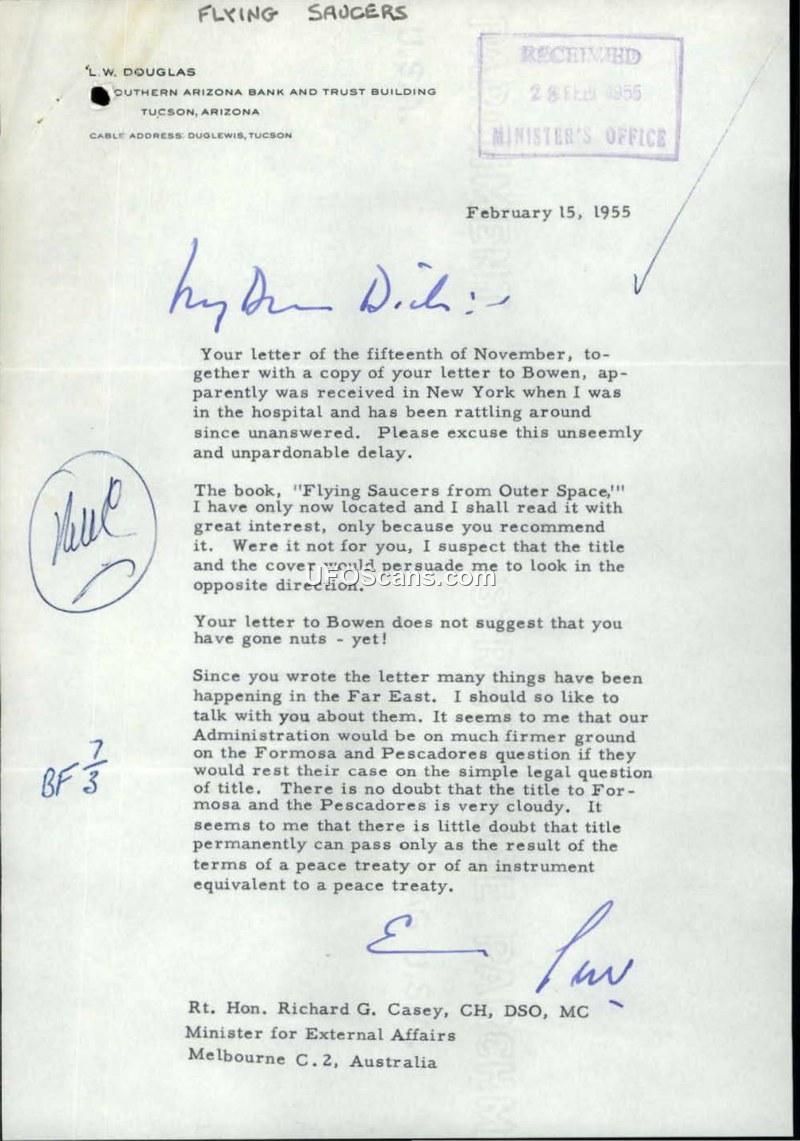 FLYING SAUCERS
L.W. DOUGLAS
SOUTHERN ARIZONA BANK AND TRUST BUILDING
TUCSON, ARIZONA
CABLE ADDRESS: DUGLEWIS, TUCSON
RECEIVED
28 FEB 1955
MINISTER'S OFFICE
February 15, 1955
My Dear Dick:-
Your letter of the fifteenth of November, to-
gether with a copy of your letter to Bowen, ap-
parently was received in New York when I was
in the hospital and has been rattling around
since unanswered. Please excuse this unseemly
and unpardonable delay.
The book, "Flying Saucers from Outer Space,'"
I have only now located and I shall read it with
great interest, only because you recommend
it. Were it not for you, I suspect that the title
and the cover would persuade me to look in the
opposite direction.
UFOScans.com
Your letter to Bowen does not suggest that you
have gone nuts - yet!
Since you wrote the letter many things have been
happening in the Far East. I should so like to
talk with you about them. It seems to me that our
Administration would be on much firmer ground
on the Formosa and Pescadores question if they
would rest their case on the simple legal question
of title. There is no doubt that the title to For-
mosa and the Pescadores is very cloudy. It
seems to me that there is little doubt that title
permanently can pass only as the result of the
terms of a peace treaty or of an instrument
equivalent to a peace treaty.
BF 7/3
Lew
Rt. Hon. Richard G. Casey, CH, DSO, MC
Minister for External Affairs
Melbourne C.2, Australia